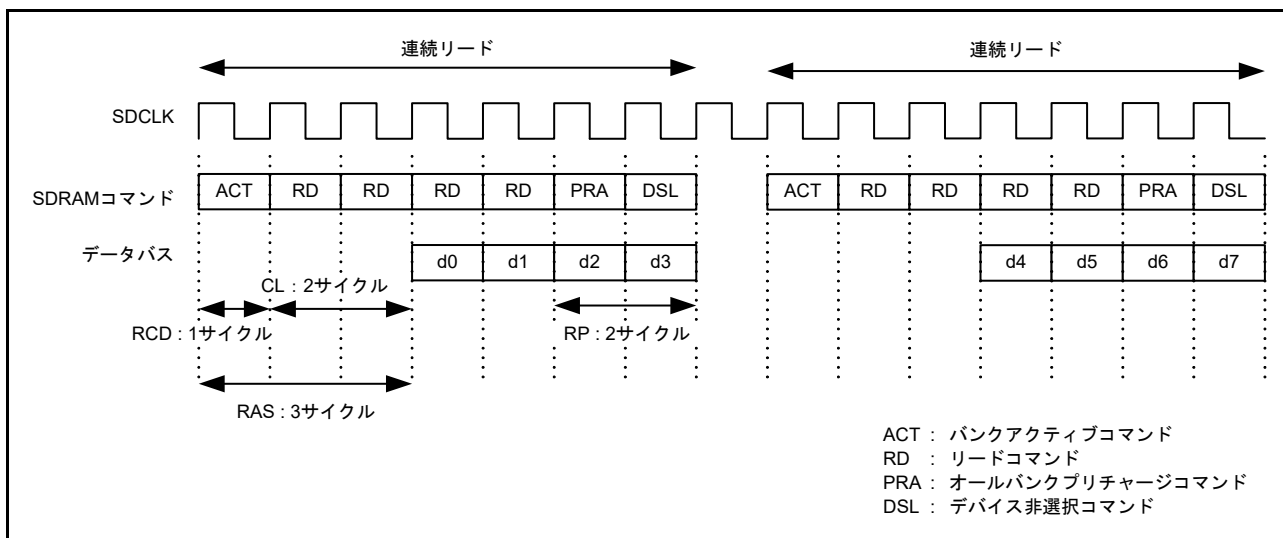 連続リード 連続リード
SDCLK
SDRAMコマンド ACT RD RD RD RD PRA DSL ACT RD RD RD RD PRA DSL
データバス d0 d1 d2 d3 d4 d5 d6 d7
CL : 2サイクル
RCD : 1サイクル RP : 2サイクル
RAS : 3サイクル
ACT : バンクアクティブコマンド
RD : リードコマンド
PRA : オールバンクプリチャージコマンド
DSL : デバイス非選択コマンド